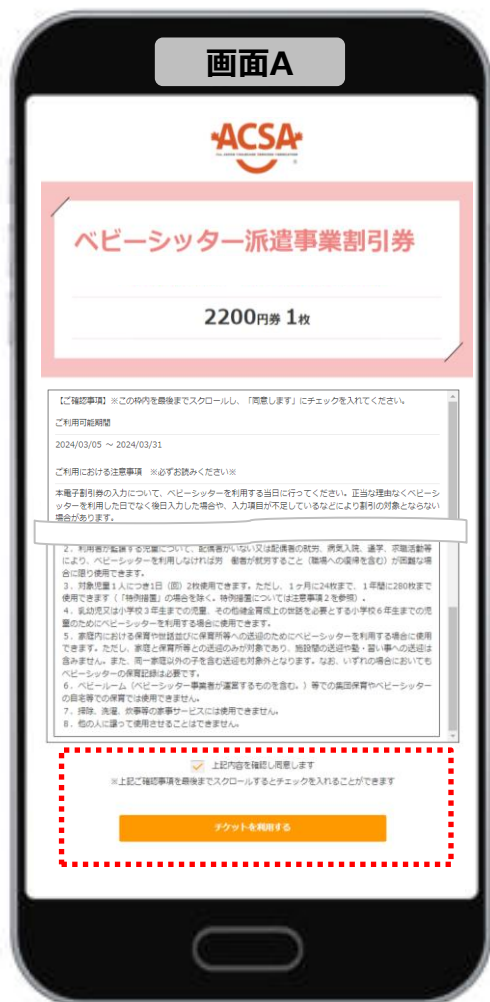 画面A
ACSA
ベビーシッター派遣事業割引券
2200円券 1枚
【ご確認事項】※この枠内を最後までスクロールし、「同意します」にチェックを入れてください。
ご利用可能期間
2024/03/05 ～ 2024/03/31
ご利用における注意事項　※必ずお読みください※
本電子割引券の入力について、ベビーシッターを利用する当日に行ってください。正当な理由なくベビーシ
ッターを利用した日でなく後日入力した場合や、入力項目が不足しているなどにより割引の対象とならない
場合があります。
２．利用者が監護する児童について、配偶者がいない又は配偶者の就労、病気入院、通学、求職活動等
により、ベビーシッターを利用しなければ労　働者が就労すること（職場への復帰を含む）が困難な場
合に限り使用できます。
３．対象児童１人につき1日（回）2枚使用できます。ただし、１ヶ月に24枚まで、１年間に280枚まで
使用できます（「特例措置」の場合を除く。特例措置については注意事項２を参照）。
４．乳幼児又は小学校３年生までの児童、その他健全育成上の世話を必要とする小学校６年生までの児
童のためにベビーシッターを利用する場合に使用できます。
５．家庭内における保育や世話並びに保育所等への送迎のためにベビーシッターを利用する場合に使用
できます。ただし、家庭と保育所等との送迎のみが対象であり、施設間の送迎や塾・習い事への送迎は
含みません。また、同一家庭以外の子を含む送迎も対象外となります。なお、いずれの場合においても
ベビーシッターの保育記録は必要です。
６．ベビールーム（ベビーシッター事業者が運営するものを含む。）等での集団保育やベビーシッター
の自宅等での保育では使用できません。
７．掃除、洗濯、炊事等の家事サービスには使用できません。
８．他の人に譲って使用させることはできません。
上記内容を確認し同意します
※上記ご確認事項を最後までスクロールするとチェックを入れることができます
チケットを利用する